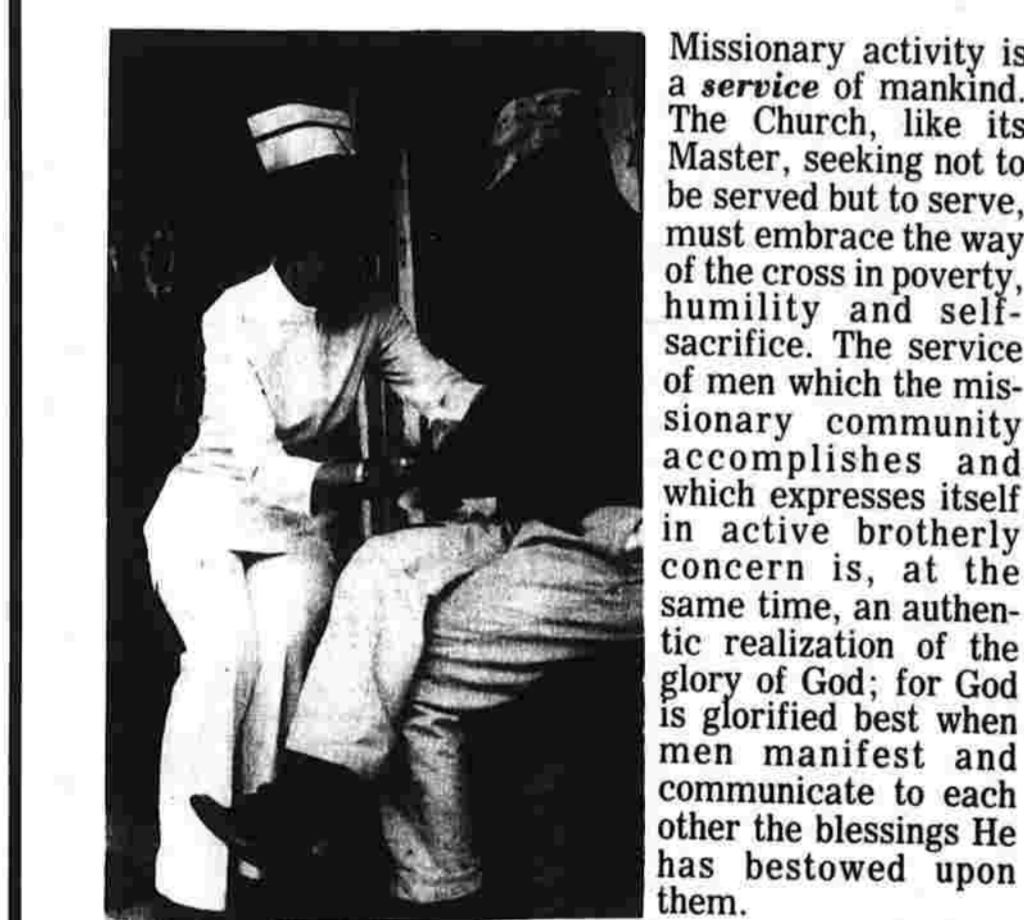 Missionary activity is
a service of mankind.
The Church, like its
Master, seeking not to
be served but to serve,
must embrace the way
of the cross in poverty,
humility and self-
sacrifice. The service
of men which the mis-
sionary community
accomplishes and
which expresses itself
in active brotherly
concern is, at the
same time, an authen-
tic realization of the
glory of God; for God
is glorified best when
men manifest and
communicate to each
other the blessings He
has bestowed upon
them.